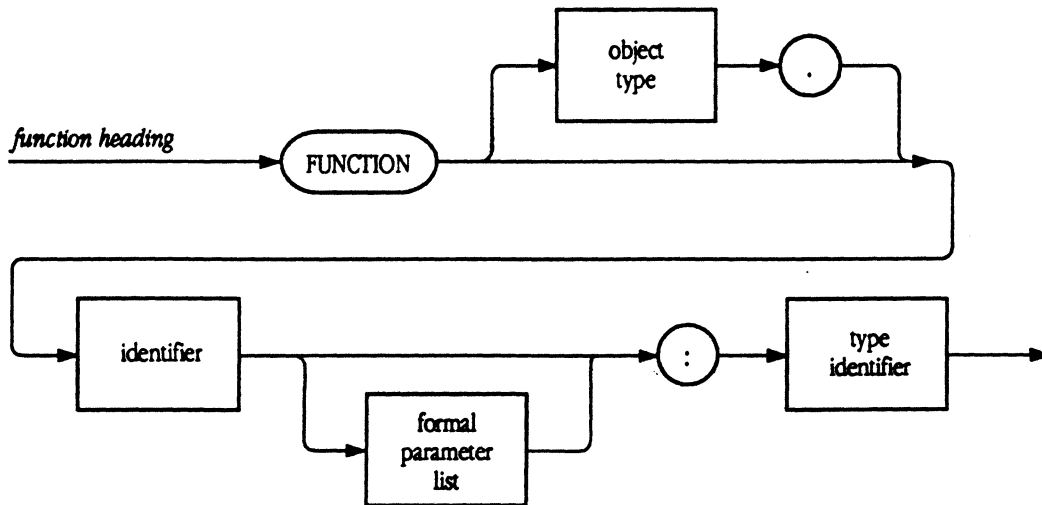 object
type
.
function heading
FUNCTION
identifier
:
type
identifier
formal
parameter
list